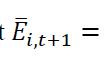 t Ē_{i,t+1} =